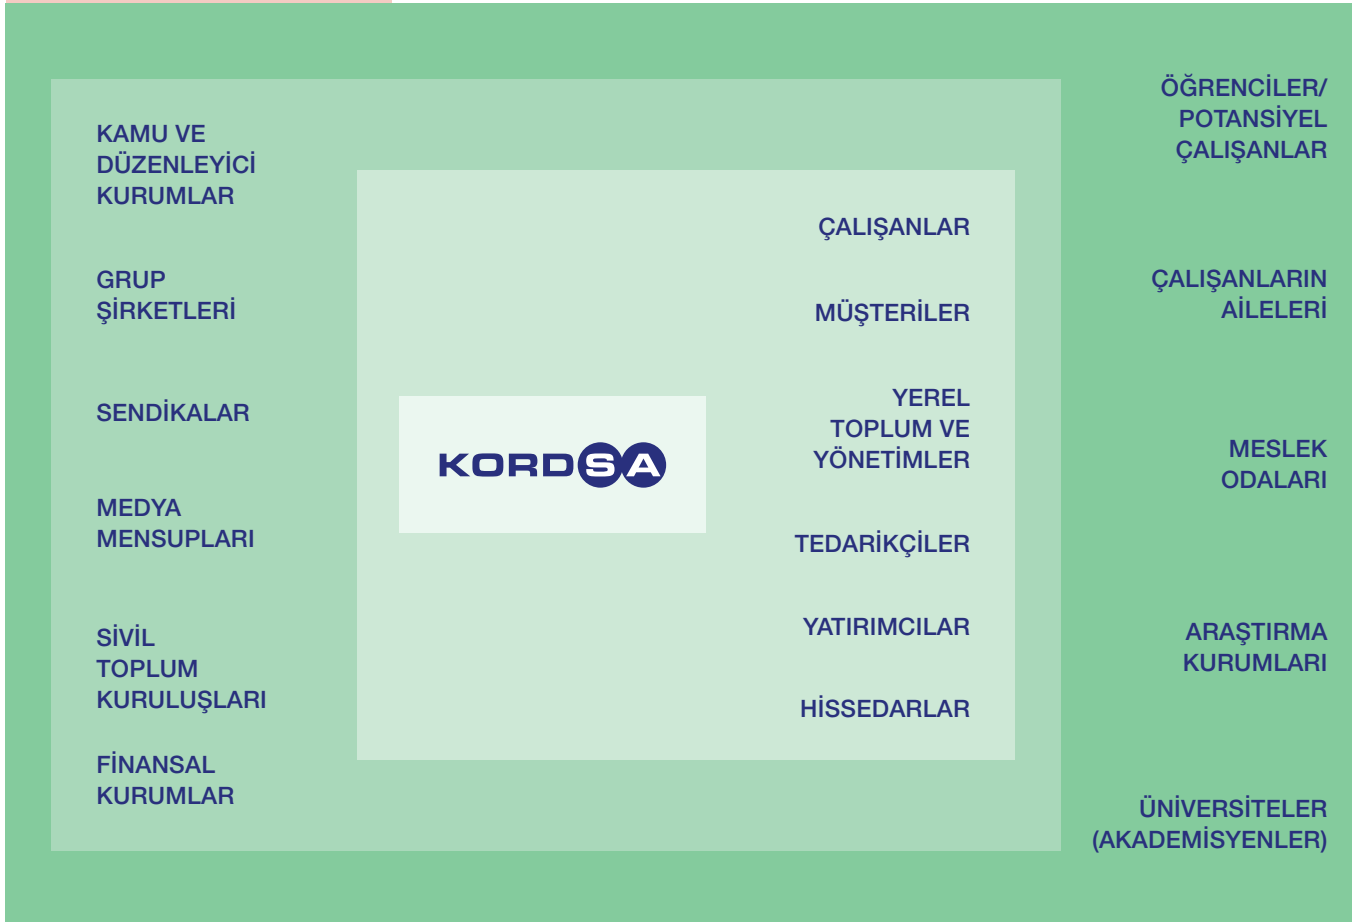 KAMU VE
DÜZENLEYİCİ
KURUMLAR
GRUP
ŞİRKETLERİ
SENDİKALAR
MEDYA
MENSUPLARI
SİVİL
TOPLUM
KURULUŞLARI
FİNANSAL
KURUMLAR
KORDSA
ÇALIŞANLAR
MÜŞTERİLER
YEREL
TOPLUM VE
YÖNETİMLER
TEDARİKÇİLER
YATIRIMCILAR
HİSSEDARLAR
ÖĞRENCİLER/
POTANSİYEL
ÇALIŞANLAR
ÇALIŞANLARIN
AİLELERİ
MESLEK
ODALARI
ARAŞTIRMA
KURUMLARI
ÜNİVERSİTELER
(AKADEMİSYENLER)